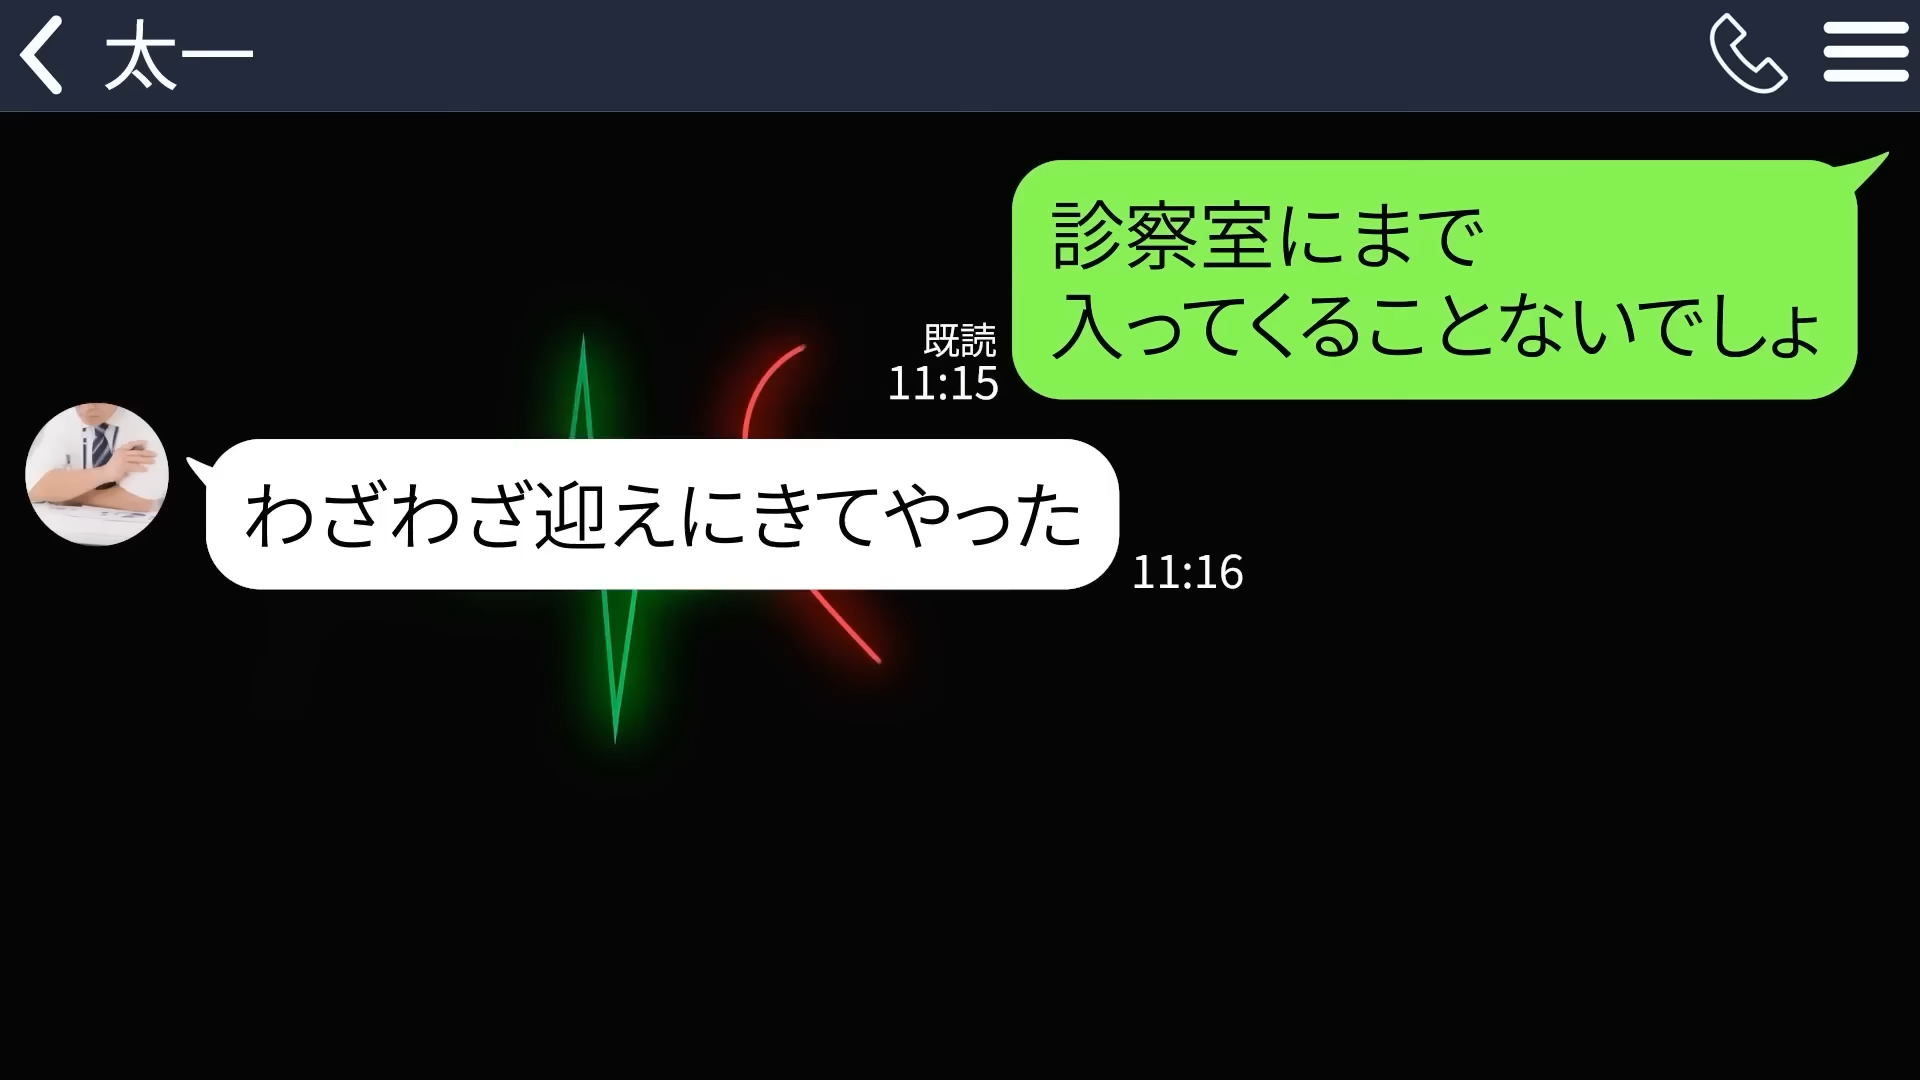 太一
診察室にまで
入ってくることないでしょ
既読
11:15
わざわざ迎えにきてやった
11:16